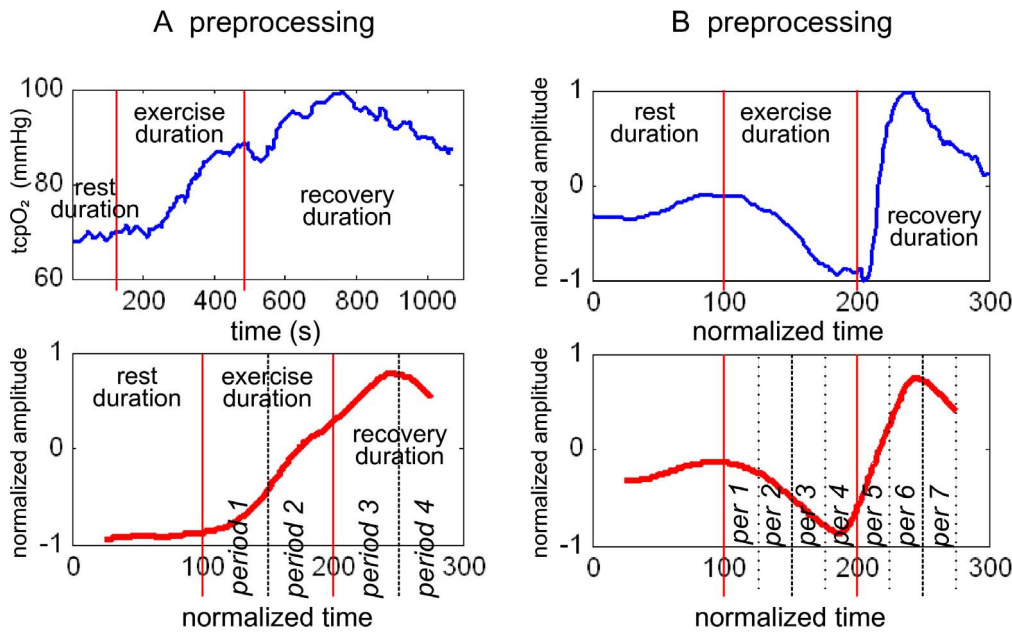 A preprocessing
B preprocessing
tcpO₂ (mmHg)
100
80
60
rest
duration
exercise
duration
recovery
duration
200 400 600 800 1000
time (s)
normalized amplitude
1
0
-1
rest
duration
exercise duration
recovery
duration
0 100 200 300
normalized time
normalized amplitude
1
0
-1
rest
duration
exercise
duration
recovery
duration
period 1
period 2
period 3
period 4
0 100 200 300
normalized time
normalized amplitude
1
0
-1
per 1
per 2
per 3
per 4
per 5
per 6
per 7
0 100 200 300
normalized time